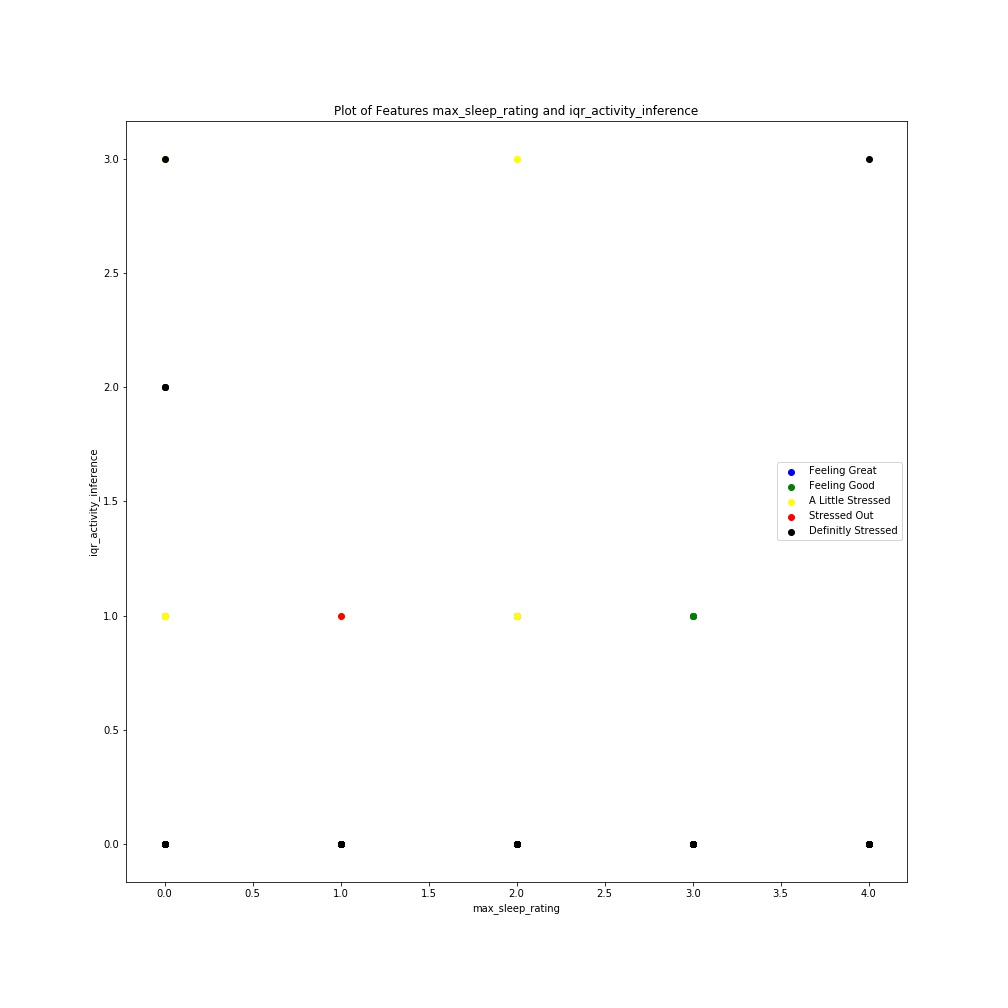 Plot of Features max_sleep_rating and iqr_activity_inference
3.0
2.5
2.0
1.5
1.0
0.5
0.0
iqr_activity_inference
Feeling Great
Feeling Good
A Little Stressed
Stressed Out
Definitly Stressed
0.0 0.5 1.0 1.5 2.0 2.5 3.0 3.5 4.0
max_sleep_rating